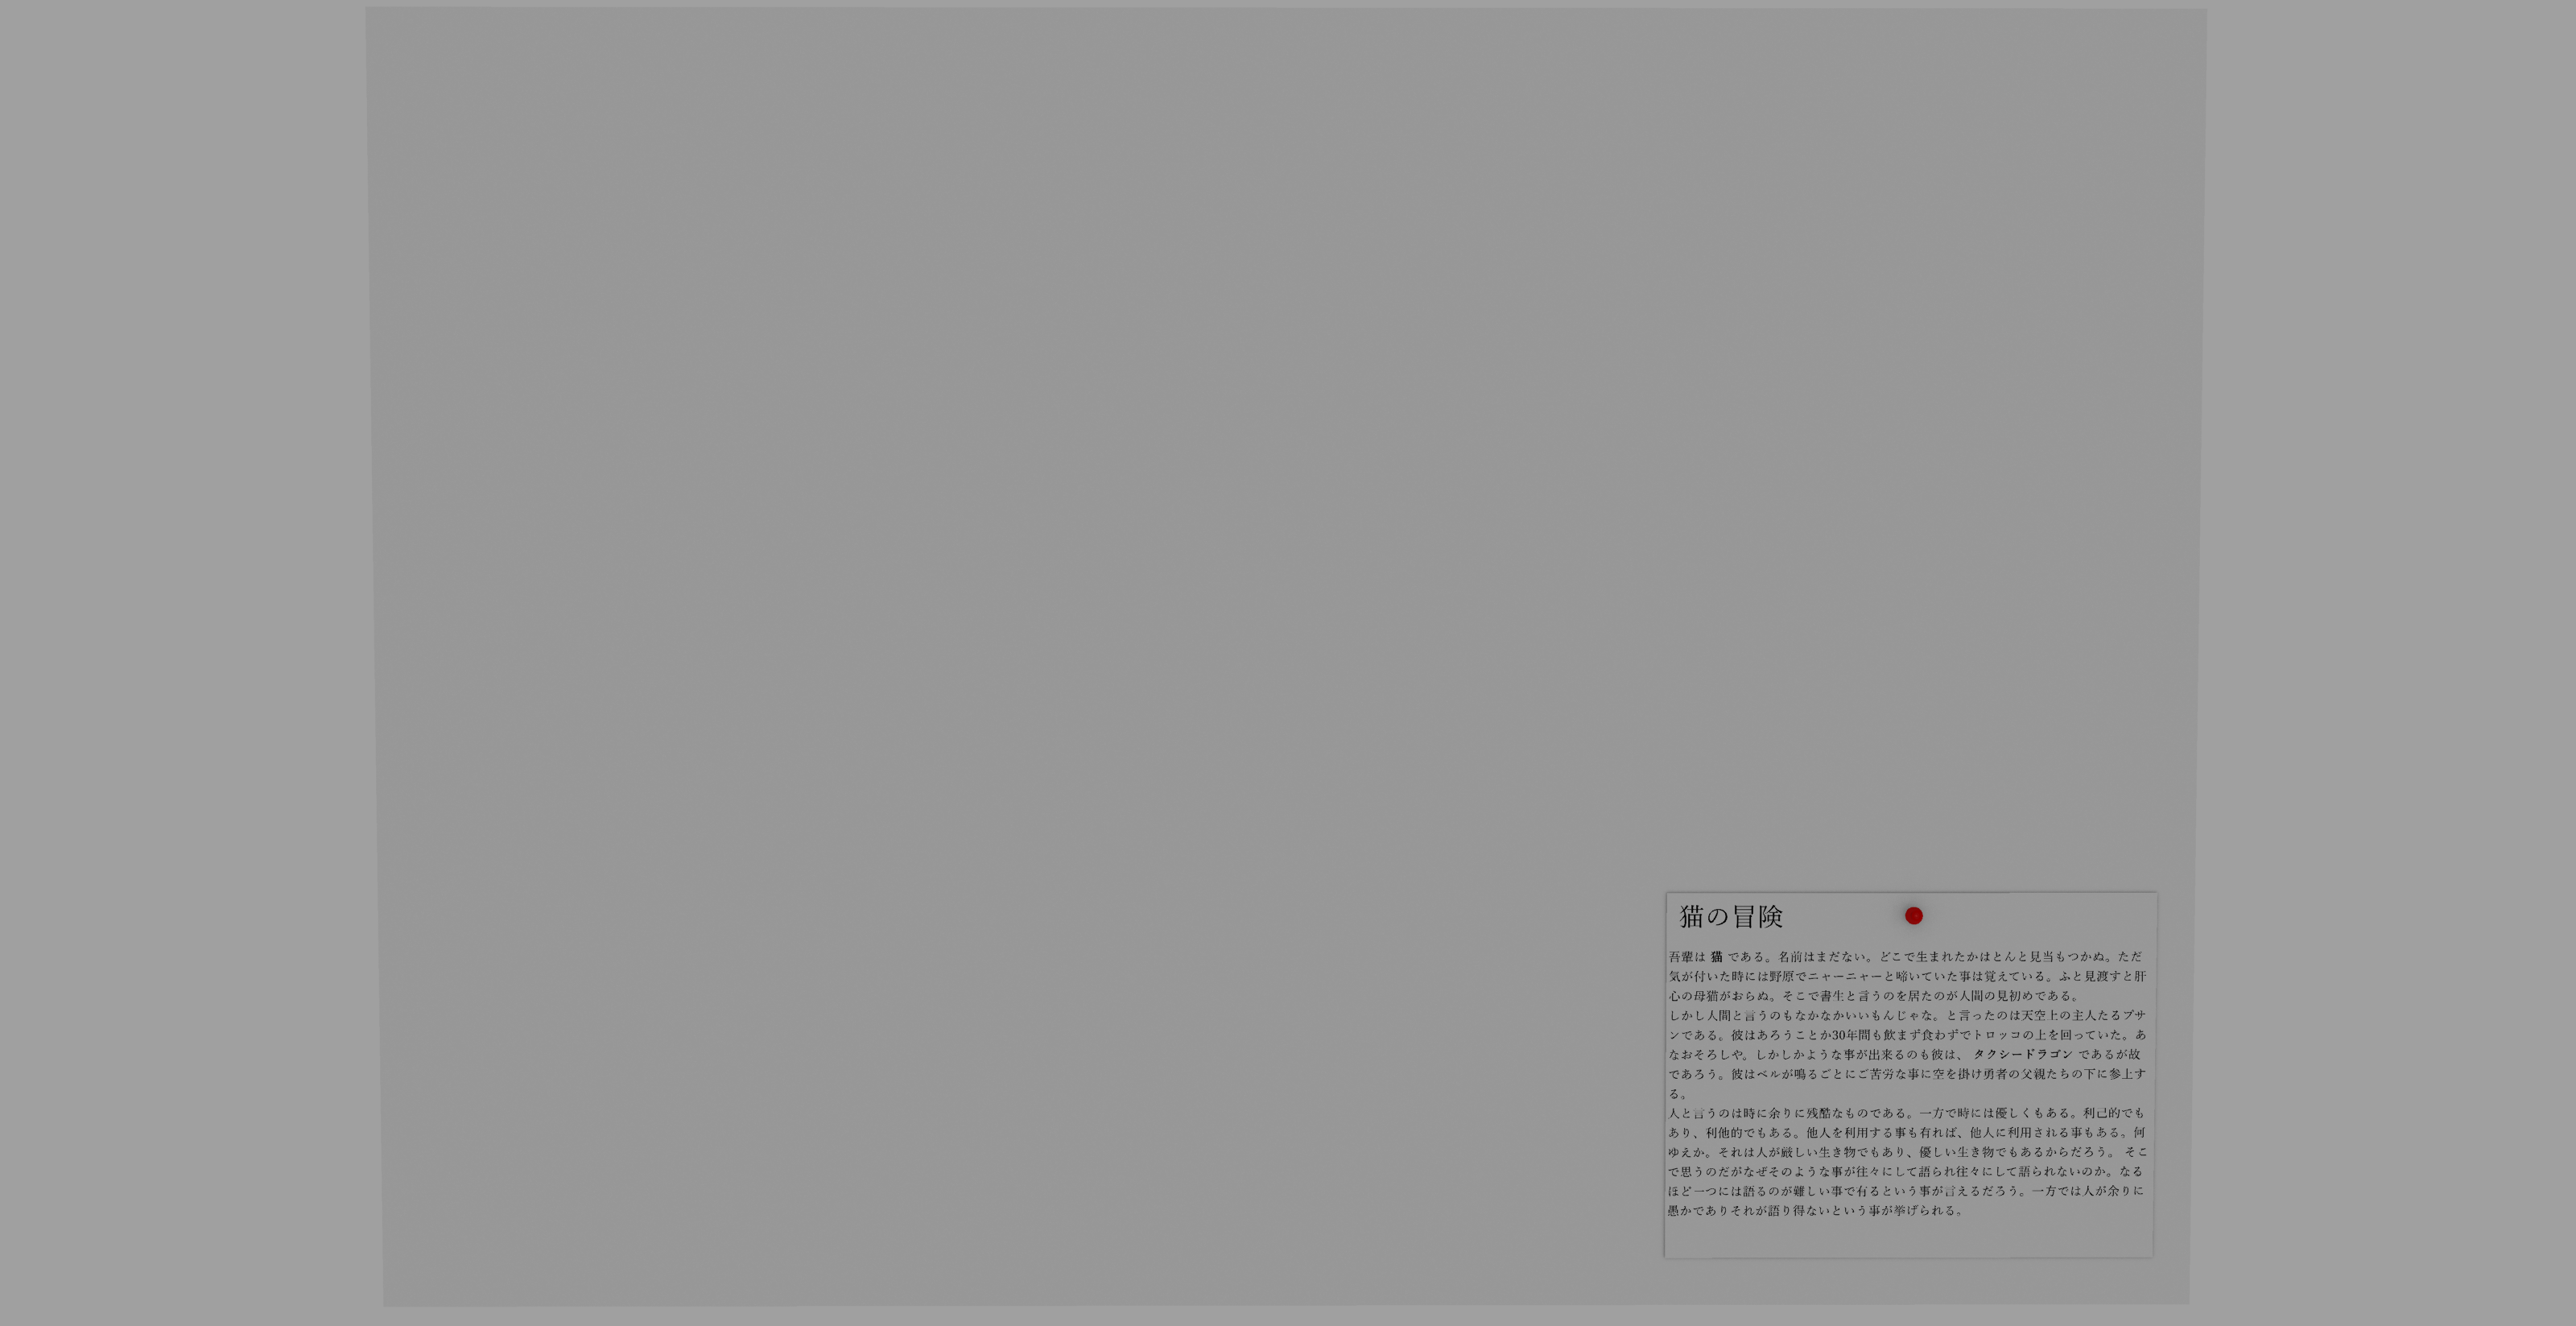 猫の冒険
吾輩は 猫 である。名前はまだない。どこで生まれたかはとんと見当もつかぬ。ただ
気が付いた時には野原でニャーニャーと啼いていた事は覚えている。ふと見渡すと肝
心の母猫がおらぬ。そこで書生と言うのを居たのが人間の見初めである。
しかし人間と言うのもなかなかいいもんじゃな。と言ったのは天空上の主人たるブサ
ンである。彼はあろうことか30年間も飲まず食わずでトロッコの上を回っていた。あ
なおそろしや。しかしかような事が出来るのも彼は、 タクシードラゴン であるが故
であろう。彼はベルが鳴るごとにご苦労な事に空を掛け勇者の父親たちの下に参上す
る。
人と言うのは時に余りに残酷なものである。一方で時には優しくもある。利己的でも
あり、利他的でもある。他人を利用する事も有れば、他人に利用される事もある。何
ゆえか。それは人が厳しい生き物でもあり、優しい生き物でもあるからだろう。 そこ
で思うのだがなぜそのような事が往々にして語られ往々にして語られないのか。なる
ほど一つには語るのが難しい事で有るという事が言えるだろう。一方では人が余りに
愚かでありそれが語り得ないという事が挙げられる。